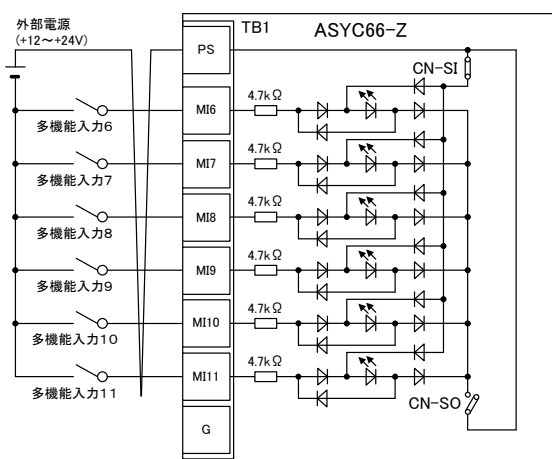 外部電源
(+12～+24V)
TB1
ASYC66-Z
PS
CN-SI
多機能入力6
MI6
4.7kΩ
多機能入力7
MI7
4.7kΩ
多機能入力8
MI8
4.7kΩ
多機能入力9
MI9
4.7kΩ
多機能入力10
MI10
4.7kΩ
多機能入力11
MI11
4.7kΩ
CN-SO
G